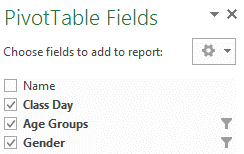 PivotTable Fields
Choose fields to add to report:
Name
Class Day
Age Groups
Gender